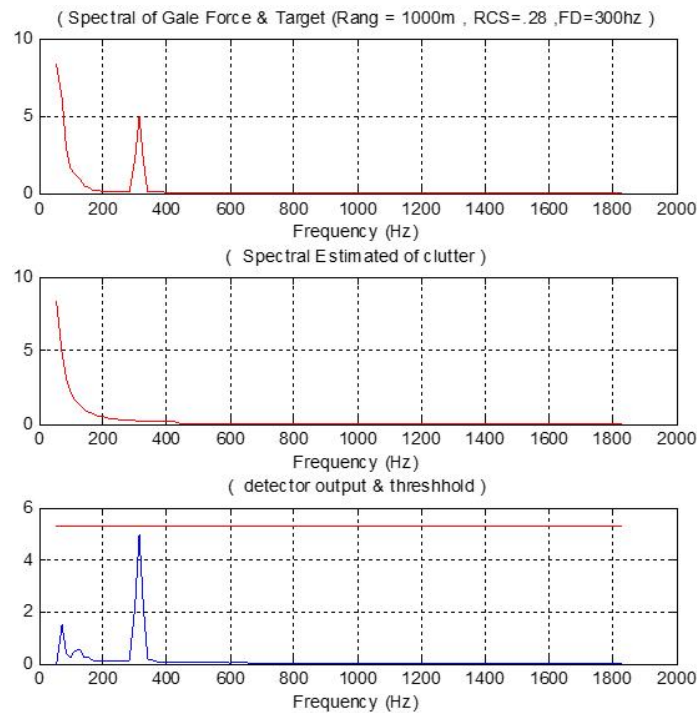 ( Spectral of Gale Force & Target (Rang = 1000m , RCS=.28 ,FD=300hz )
10
5
0
0 200 400 600 800 1000 1200 1400 1600 1800 2000
Frequency (Hz)
( Spectral Estimated of clutter )
10
5
0
0 200 400 600 800 1000 1200 1400 1600 1800 2000
Frequency (Hz)
( detector output & threshhold )
6
4
2
0
0 200 400 600 800 1000 1200 1400 1600 1800 2000
Frequency (Hz)